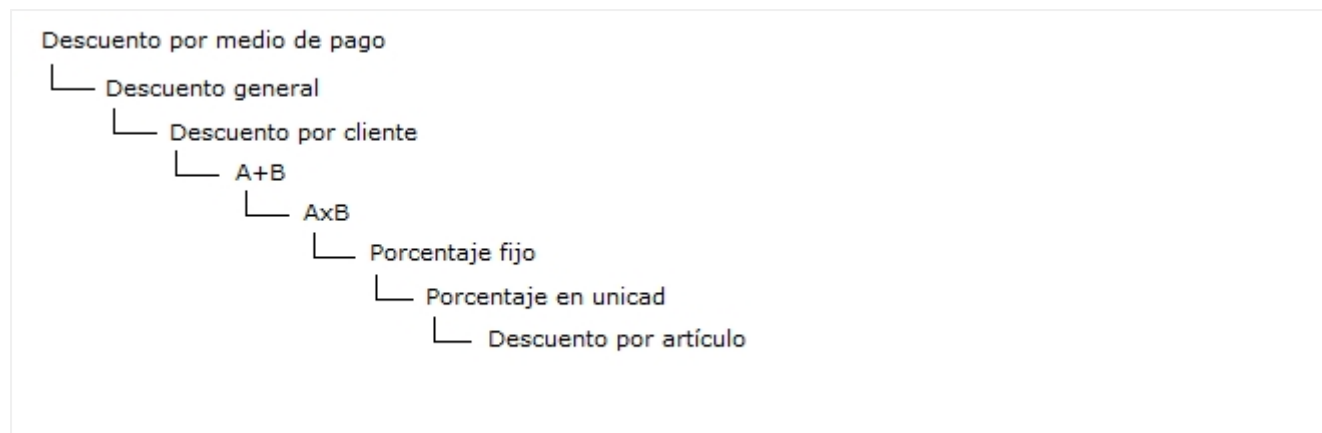 Descuento por medio de pago
Descuento general
Descuento por cliente
A+B
AxB
Porcentaje fijo
Porcentaje en unicad
Descuento por artículo